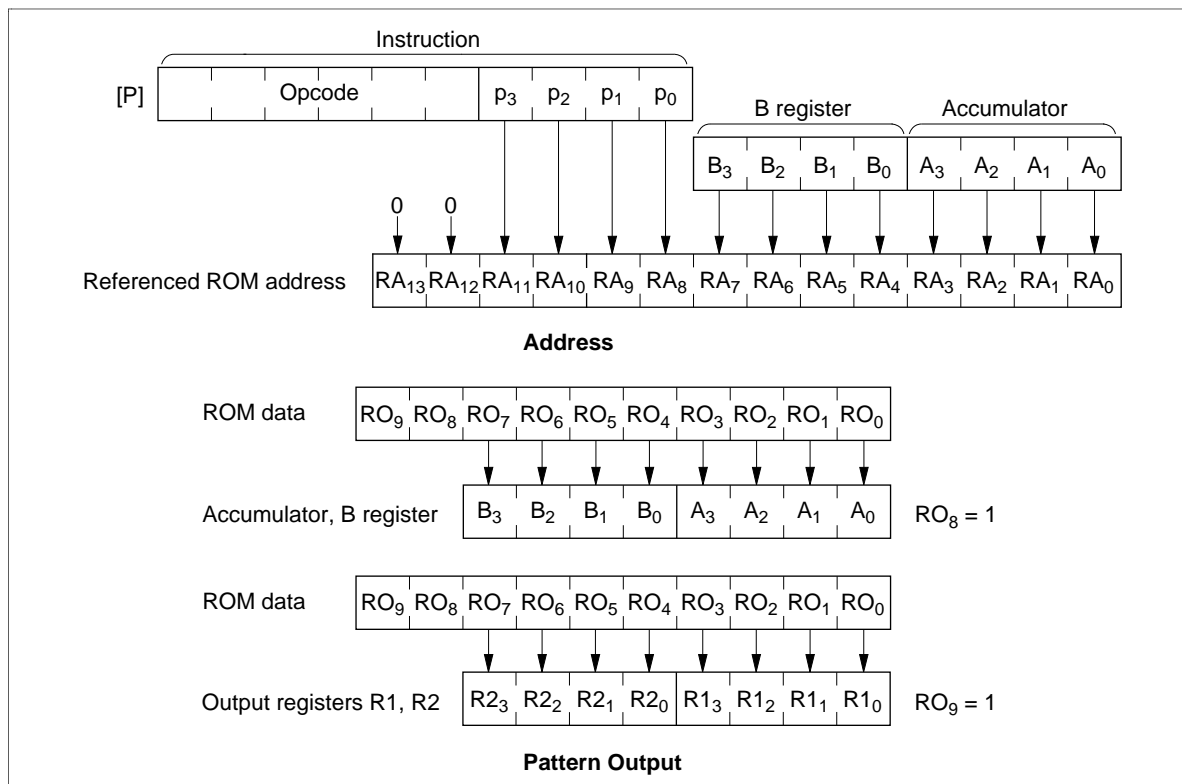 Instruction
[P] Opcode p3 p2 p1 p0
B register Accumulator
B3 B2 B1 B0 A3 A2 A1 A0
0 0
Referenced ROM address RA13 RA12 RA11 RA10 RA9 RA8 RA7 RA6 RA5 RA4 RA3 RA2 RA1 RA0
Address
ROM data RO9 RO8 RO7 RO6 RO5 RO4 RO3 RO2 RO1 RO0
Accumulator, B register B3 B2 B1 B0 A3 A2 A1 A0 RO8 = 1
ROM data RO9 RO8 RO7 RO6 RO5 RO4 RO3 RO2 RO1 RO0
Output registers R1, R2 R23 R22 R21 R20 R13 R12 R11 R10 RO9 = 1
Pattern Output